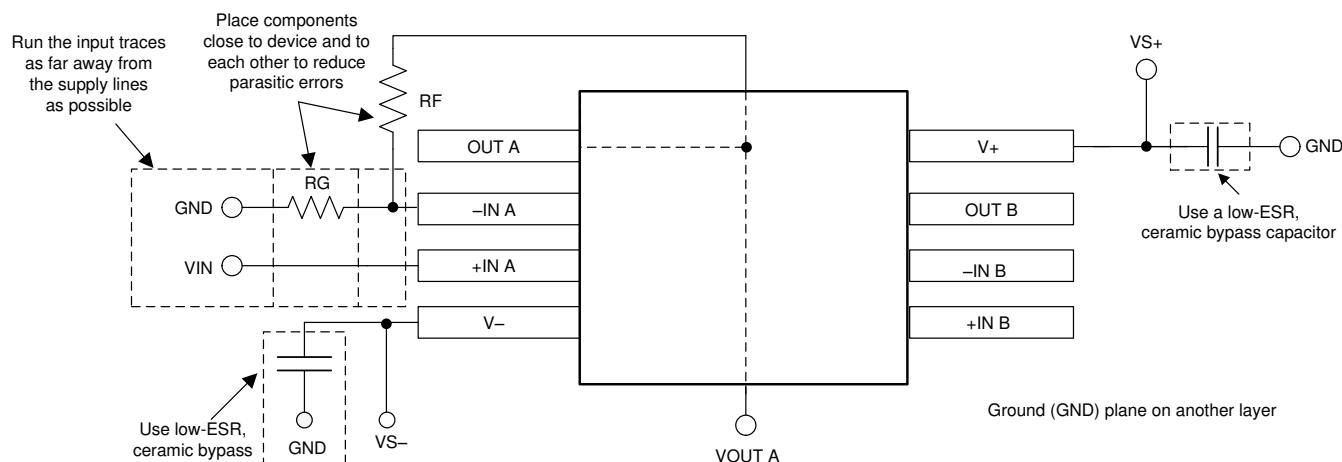 Run the input traces
as far away from
the supply lines
as possible
Place components
close to device and to
each other to reduce
parasitic errors
RF
VS+
OUT A
V+
GND
RG
GND
–IN A
OUT B
Use a low-ESR,
ceramic bypass capacitor
VIN
+IN A
–IN B
V–
+IN B
Use low-ESR,
ceramic bypass
GND
VS–
VOUT A
Ground (GND) plane on another layer